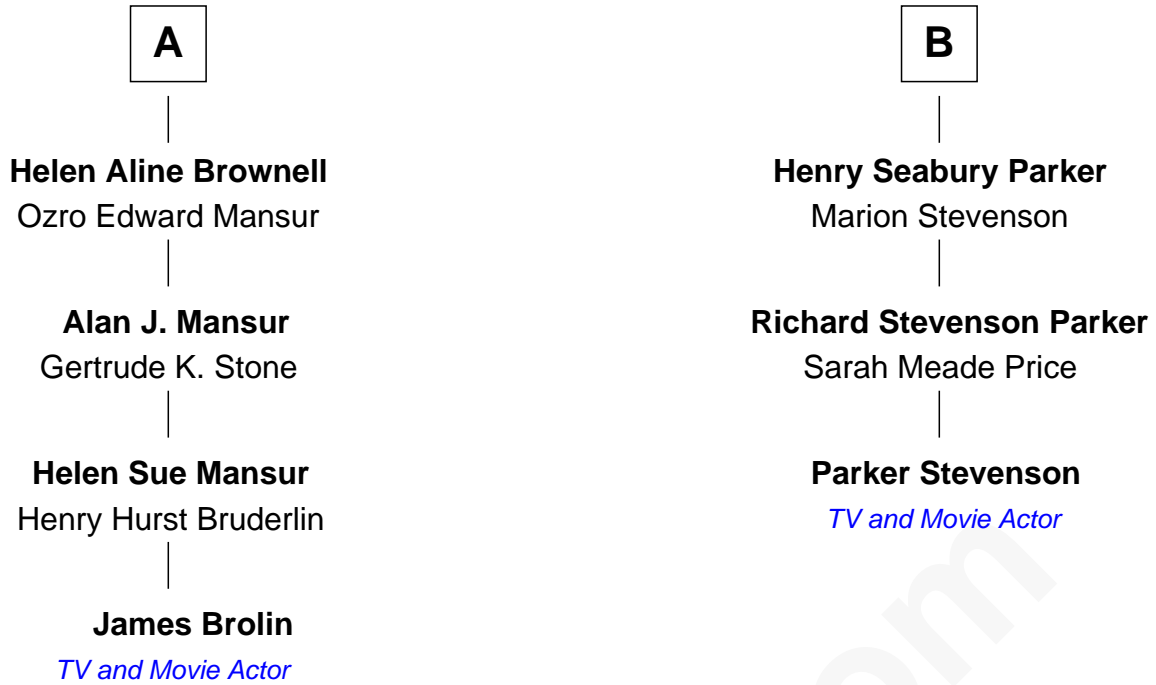 A
Helen Aline Brownell
Ozro Edward Mansur
Alan J. Mansur
Gertrude K. Stone
Helen Sue Mansur
Henry Hurst Bruderlin
James Brolin
TV and Movie Actor
B
Henry Seabury Parker
Marion Stevenson
Richard Stevenson Parker
Sarah Meade Price
Parker Stevenson
TV and Movie Actor
om